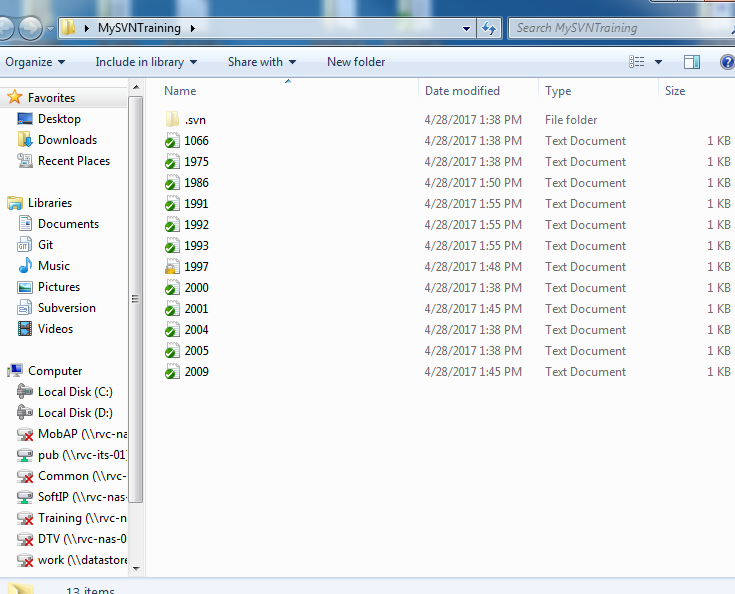 MySVNTraining
Search MySVNTraining
Organize Include in library Share with New folder
Name Date modified Type Size
Favorites
Desktop
Downloads
Recent Places
Libraries
Documents
Git
Music
Pictures
Subversion
Videos
Computer
Local Disk (C:)
Local Disk (D:)
MobAP (\\rvc-na
pub (\\rvc-its-01)
Common (\\rvc-
SoftIP (\\rvc-nas-
Training (\\rvc-n
DTV (\\rvc-nas-0
work (\\datastore
.svn 4/28/2017 1:38 PM File folder
1066 4/28/2017 1:38 PM Text Document 1 KB
1975 4/28/2017 1:38 PM Text Document 1 KB
1986 4/28/2017 1:50 PM Text Document 1 KB
1991 4/28/2017 1:55 PM Text Document 1 KB
1992 4/28/2017 1:55 PM Text Document 1 KB
1993 4/28/2017 1:55 PM Text Document 1 KB
1997 4/28/2017 1:48 PM Text Document 1 KB
2000 4/28/2017 1:38 PM Text Document 1 KB
2001 4/28/2017 1:45 PM Text Document 1 KB
2004 4/28/2017 1:38 PM Text Document 1 KB
2005 4/28/2017 1:38 PM Text Document 1 KB
2009 4/28/2017 1:45 PM Text Document 1 KB
13 items